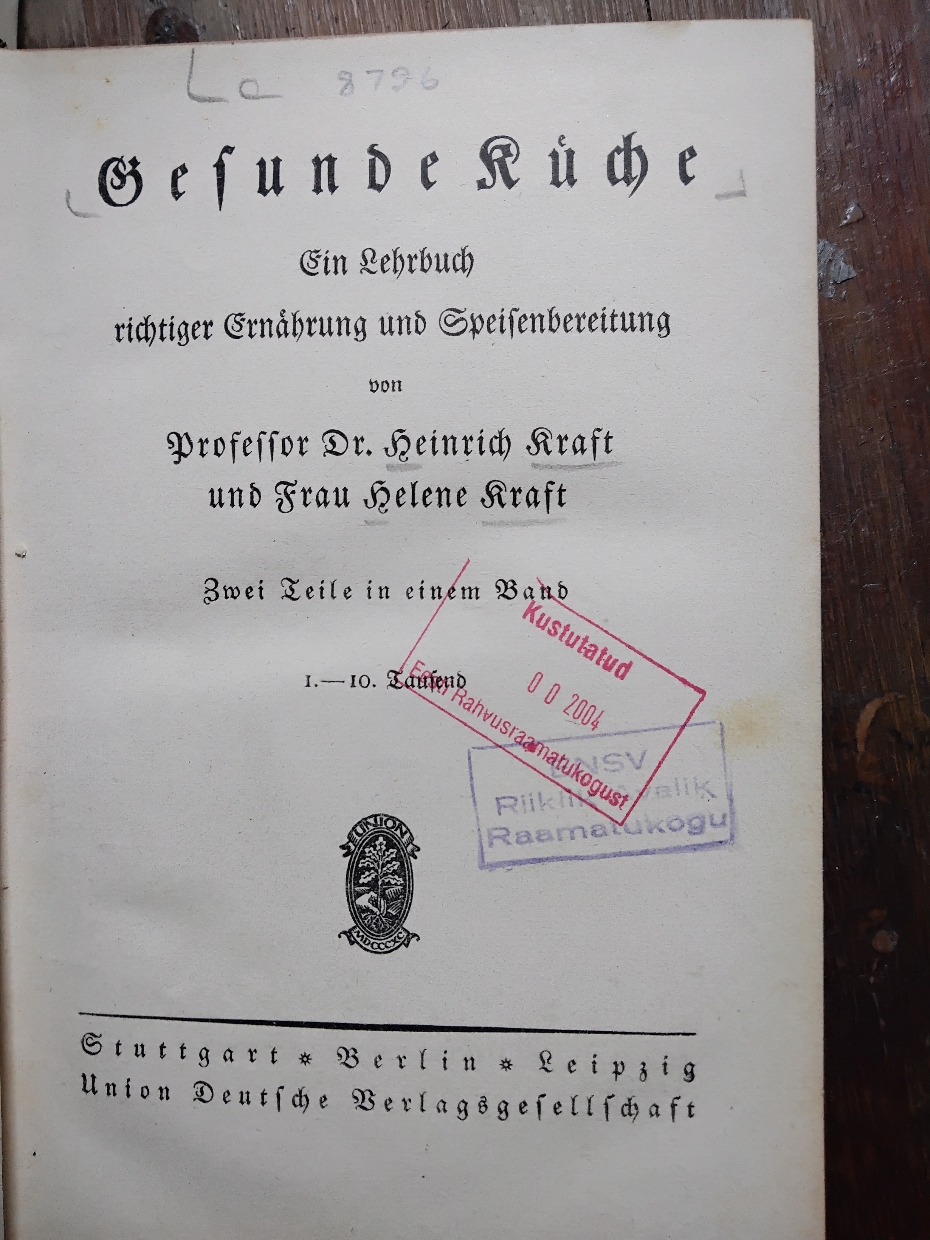 8796
Gesunde Küche
Ein Lehrbuch
richtiger Ernährung und Speisenbereitung
von
Professor Dr. Heinrich Kraft
und Frau Helene Kraft
Zwei Teile in einem Band
1.—10. Tausend
Kustutatud
0 0 2004
Eesti Rahvusraamatukogust
ENSV
Riiklik Avalik
Raamatukogu
UNION
MDCCCXC
Stuttgart * Berlin * Leipzig
Union Deutsche Verlagsgesellschaft